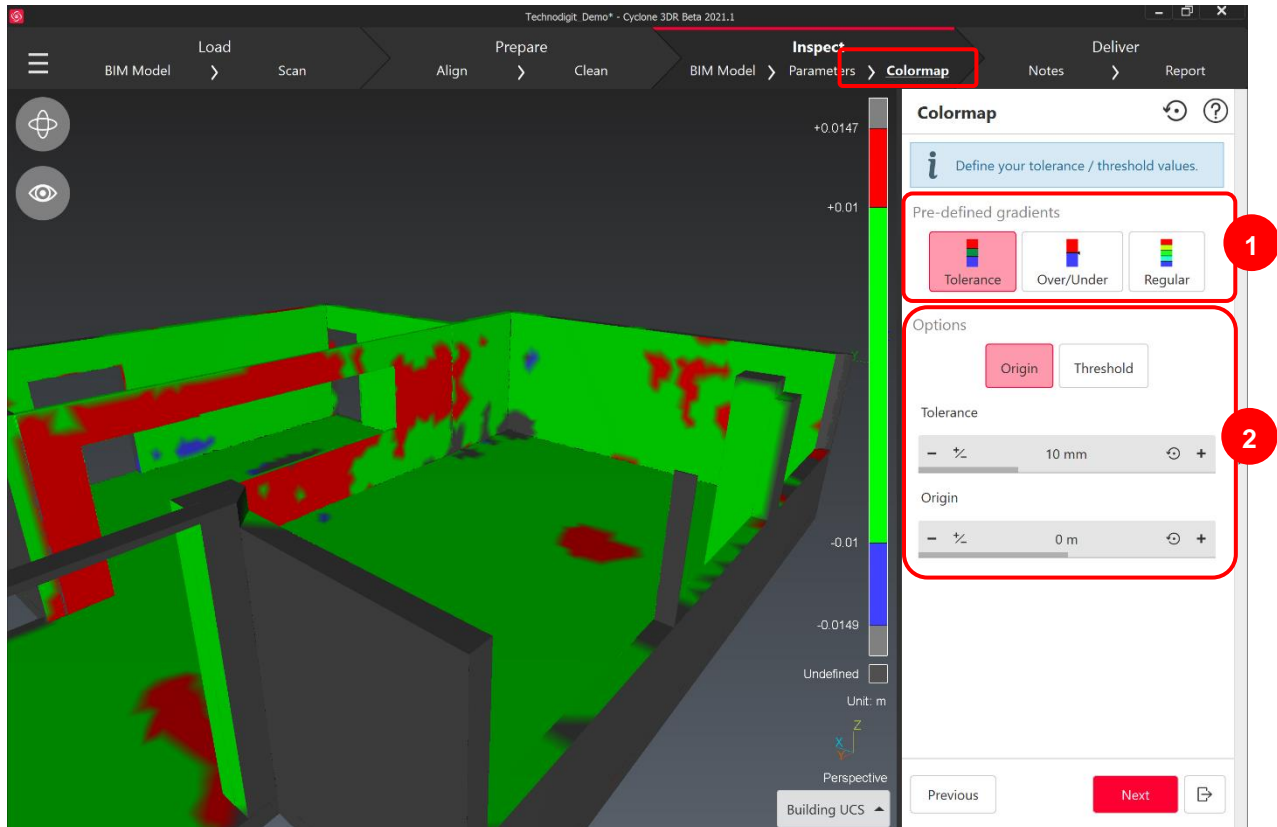 Technodigit_Demo* - Cyclone 3DR Beta 2021.1
Load
Prepare
Inspect
Deliver
BIM Model
Scan
Align
Clean
BIM Model
Parameters
Colormap
Notes
Report
+0.0147
+0.01
-0.01
-0.0149
Undefined
Unit: m
Y
Z
X
Y
Perspective
Building UCS
Colormap
?
i Define your tolerance / threshold values.
Pre-defined gradients
Tolerance
Over/Under
Regular
1
Options
Origin
Threshold
Tolerance
- +/- 10 mm +
Origin
- +/- 0 m +
2
Previous
Next